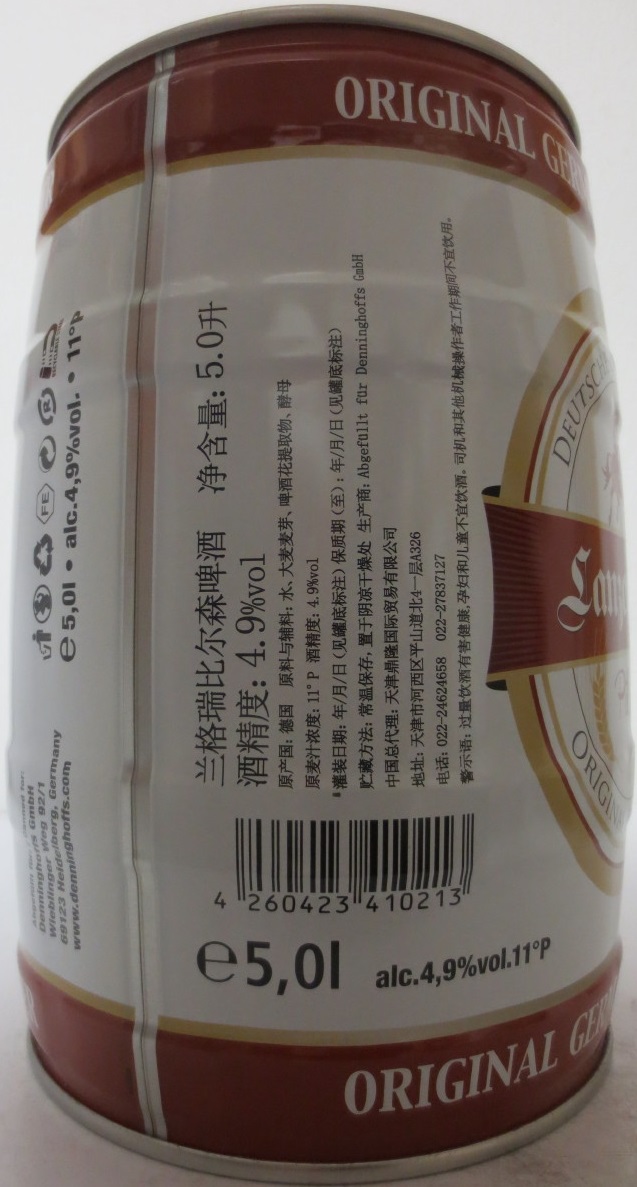 ORIGINAL GER
兰格瑞比尔森啤酒 净含量: 5.0升
酒精度: 4.9%vol
原产国: 德国 原料与辅料: 水、大麦麦芽、啤酒花提取物、酵母
原麦汁浓度: 11°P 酒精度: 4.9%vol
灌装日期: 年/月/日(见罐底标注) 保质期(至): 年/月/日(见罐底标注)
贮藏方法: 常温保存, 置于阴凉干燥处 生产商: Abgefüllt für Denninghoffs GmbH
中国总代理: 天津鼎隆国际贸易有限公司
地址: 天津市河西区平山道北4一层A326
电话: 022-24624658 022-27837127
警示语: 过量饮酒有害健康,孕妇和儿童不宜饮酒。司机和其他机械操作者工作期间不宜饮用。
4 260423 410213
e 5,0l alc.4,9%vol.11°P
FE R
e 5,0l • alc.4,9%vol. • 11°P
Denninghoffs GmbH
Wieblinger Weg 92/1
69123 Heidelberg, Germany
www.denninghoffs.com
DEUTSCH
ORIGIN
ORIGINAL GER